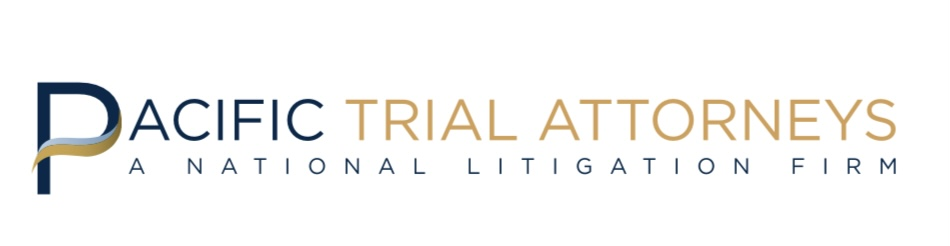 PACIFIC TRIAL ATTORNEYS
A NATIONAL LITIGATION FIRM